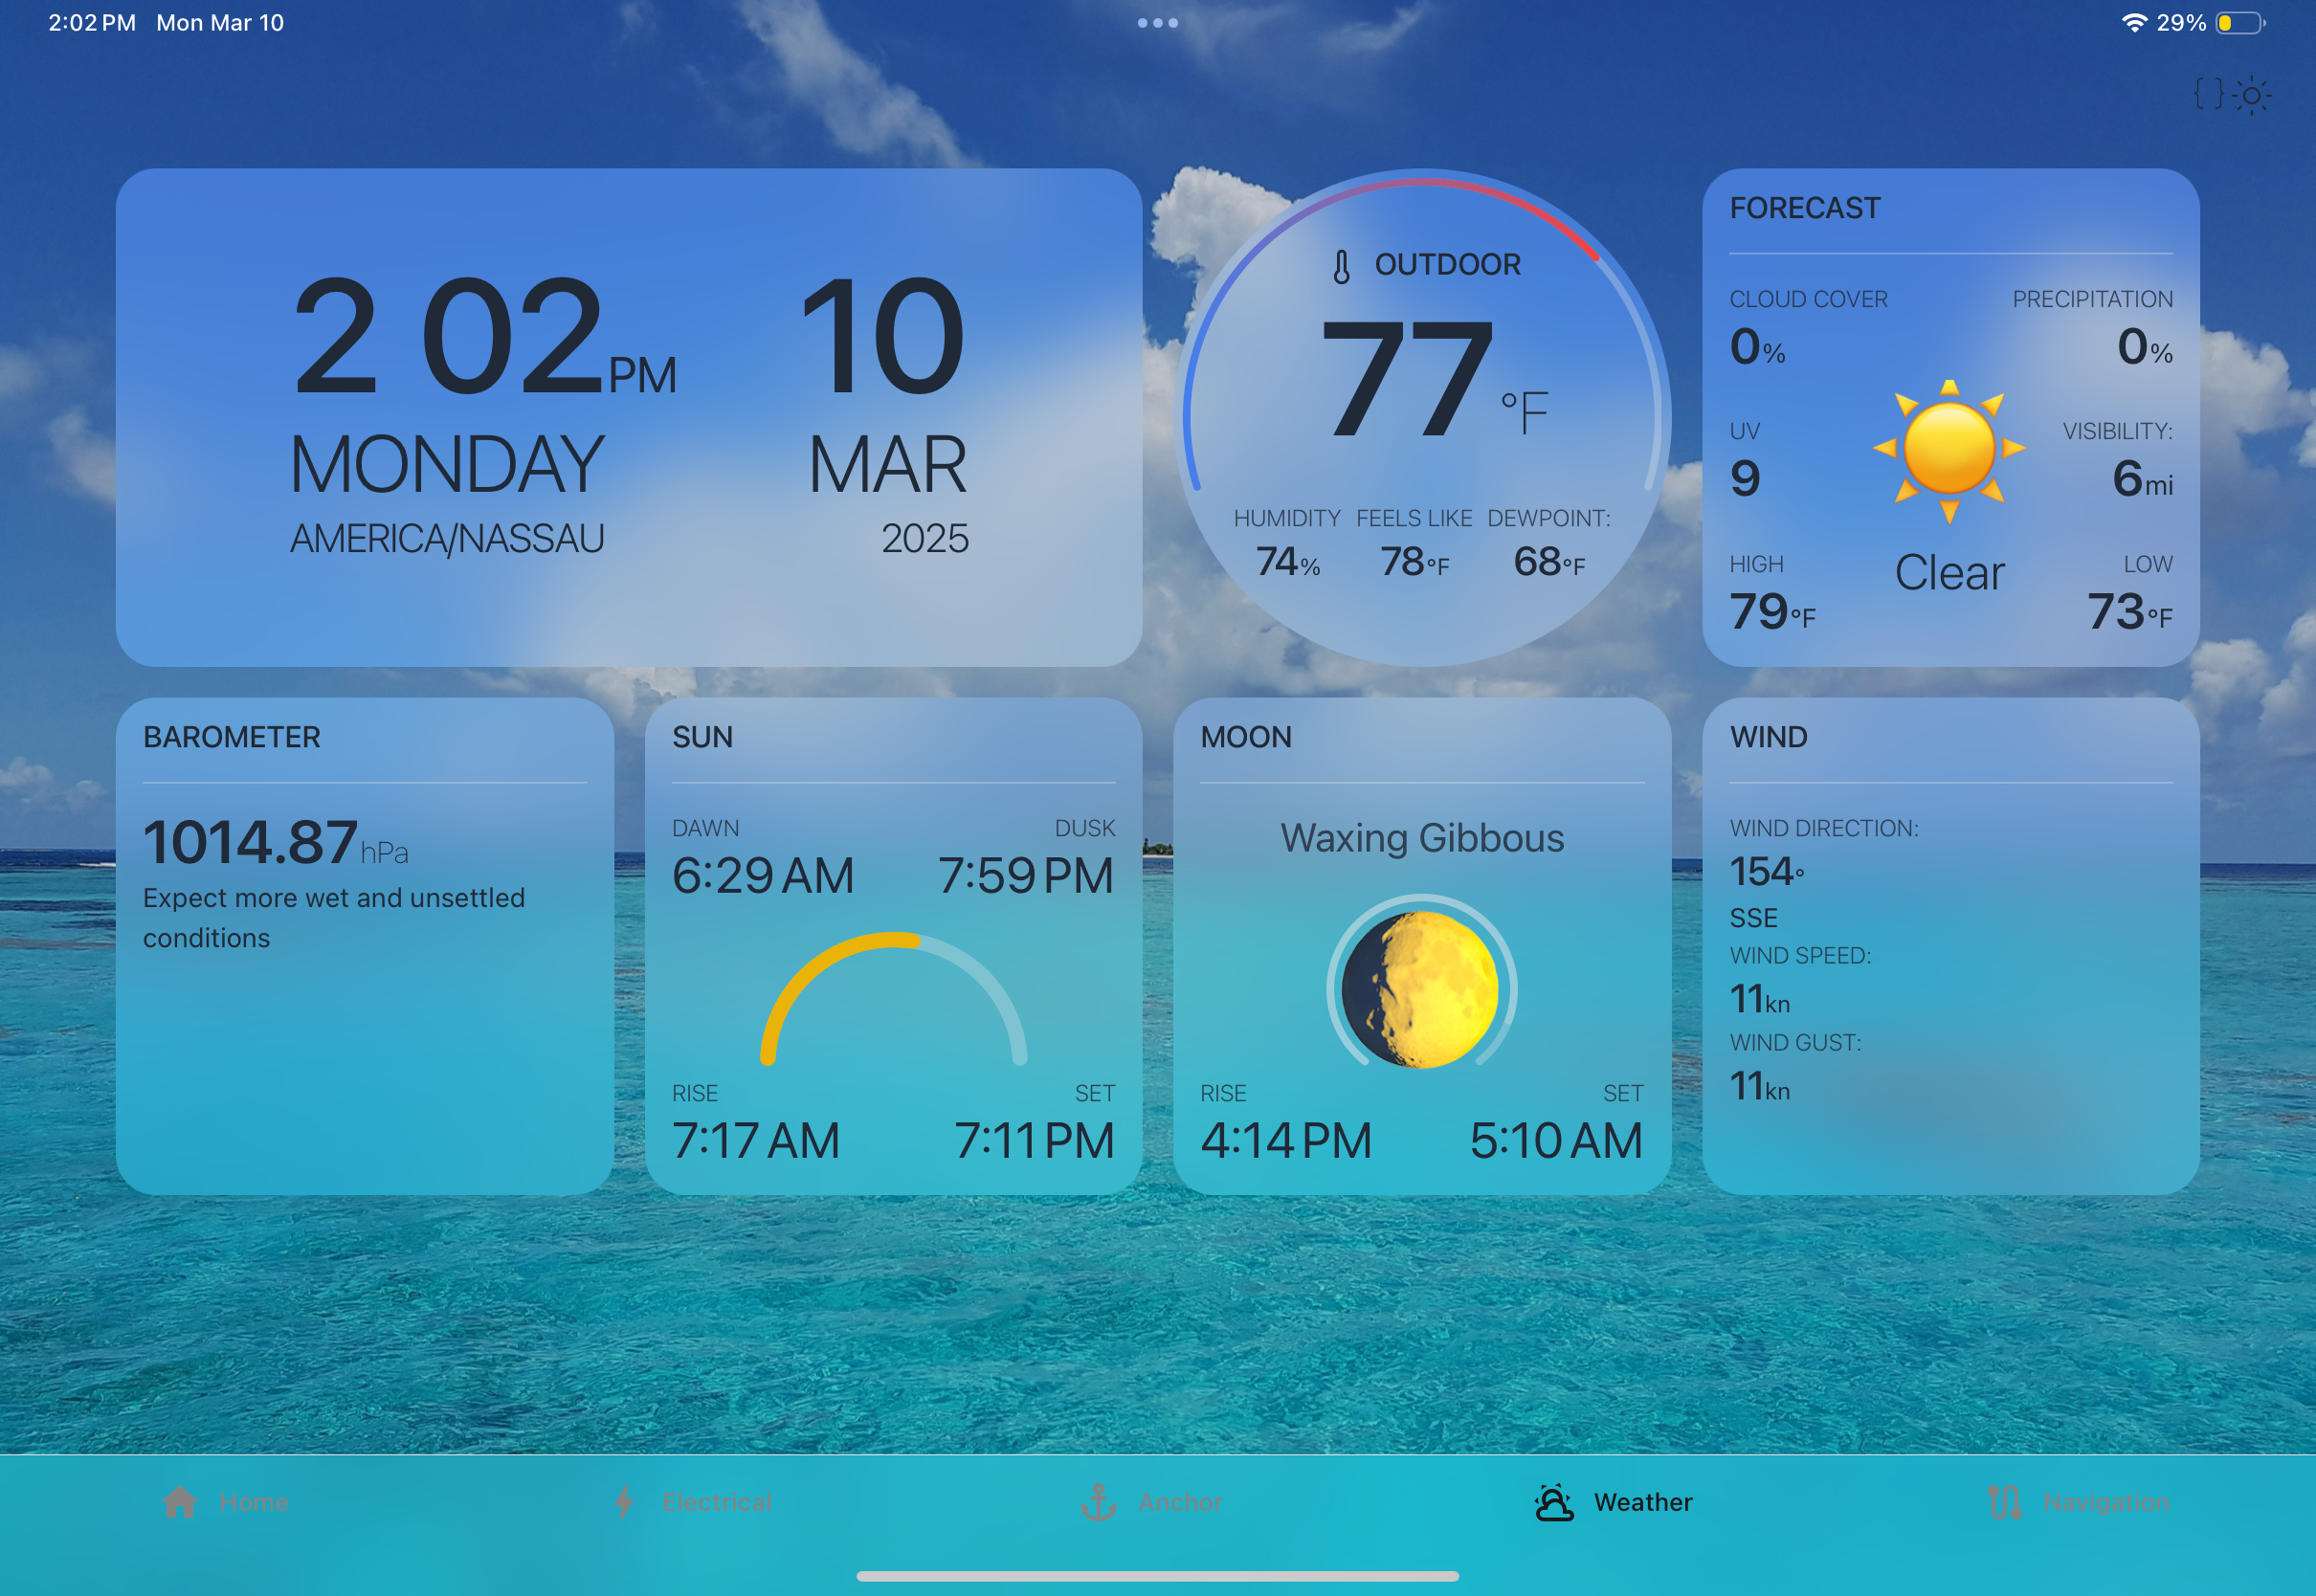 2:02 PM Mon Mar 10
29%
{ }
2 02 PM
10
MONDAY
MAR
AMERICA/NASSAU
2025
OUTDOOR
77 °F
HUMIDITY FEELS LIKE DEWPOINT:
74% 78°F 68°F
FORECAST
CLOUD COVER PRECIPITATION
0% 0%
UV VISIBILITY:
9 6mi
Clear
HIGH LOW
79°F 73°F
BAROMETER
1014.87 hPa
Expect more wet and unsettled
conditions
SUN
DAWN DUSK
6:29 AM 7:59 PM
RISE SET
7:17 AM 7:11 PM
MOON
Waxing Gibbous
RISE SET
4:14 PM 5:10 AM
WIND
WIND DIRECTION:
154°
SSE
WIND SPEED:
11kn
WIND GUST:
11kn
Home Electrical Anchor Weather Navigation